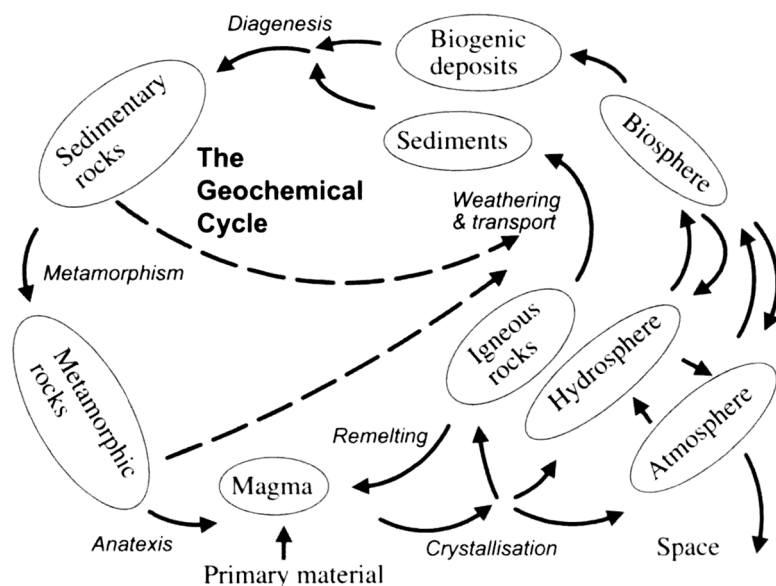 Diagenesis
Biogenic
deposits
Sedimentary
rocks
Sediments
Biosphere
The
Geochemical
Cycle
Weathering
& transport
Metamorphism
Igneous
rocks
Hydrosphere
Metamorphic
rocks
Atmosphere
Remelting
Magma
Anatexis
Crystallisation
Space
Primary material